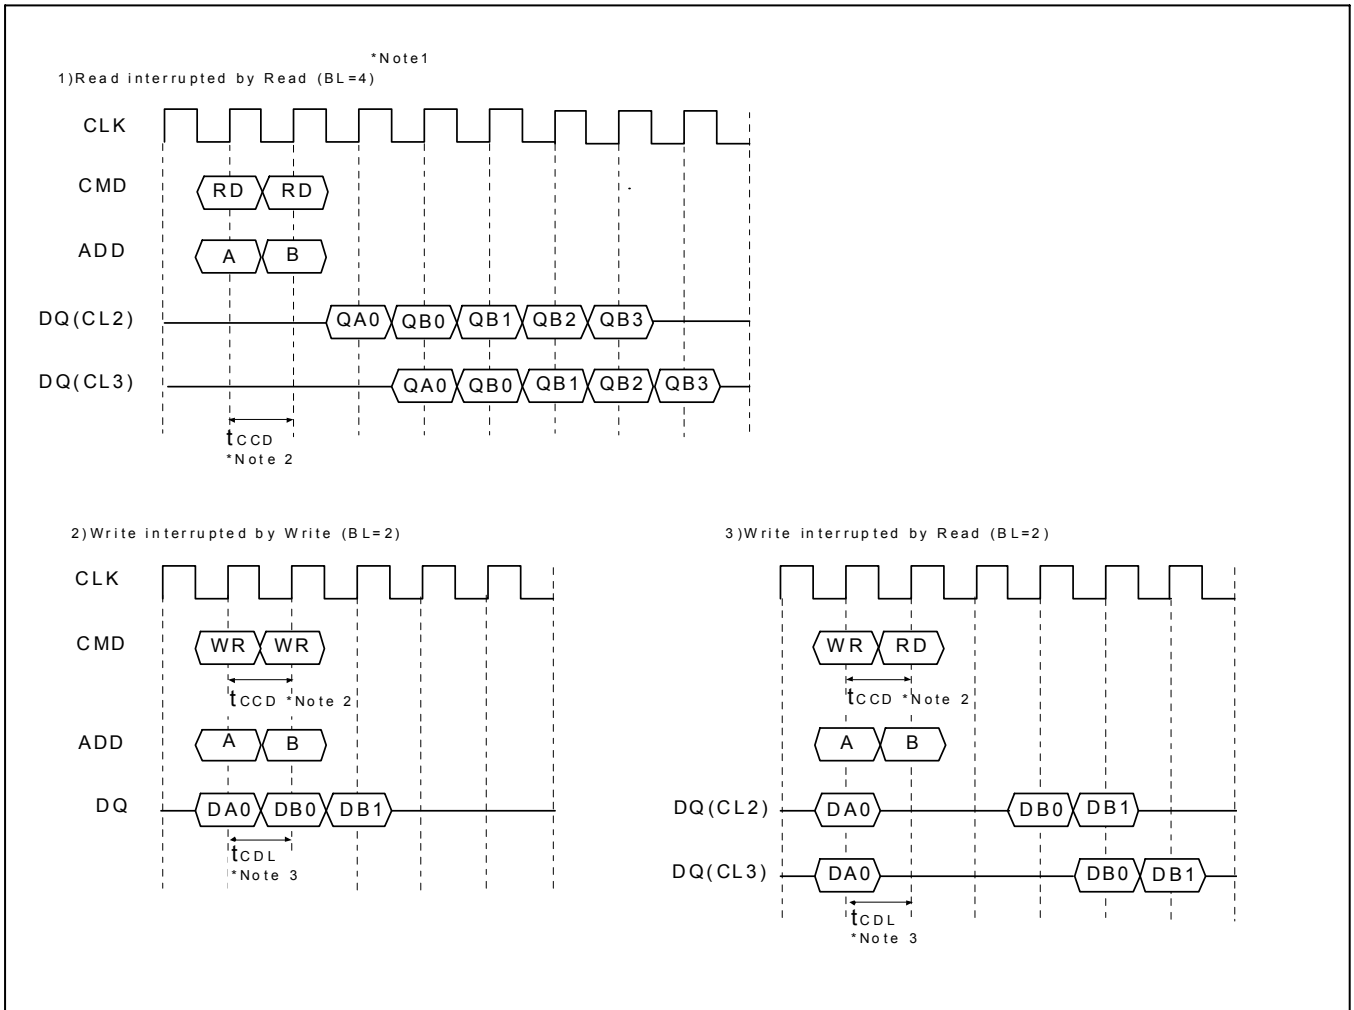 *Note1
1)Read interrupted by Read (BL=4)
CLK
CMD RD RD
ADD A B
DQ(CL2) QA0 QB0 QB1 QB2 QB3
DQ(CL3) QA0 QB0 QB1 QB2 QB3
tCCD
*Note 2
2)Write interrupted by Write (BL=2)
CLK
CMD WR WR
tCCD *Note 2
ADD A B
DQ DA0 DB0 DB1
tCDL
*Note 3
3)Write interrupted by Read (BL=2)
CMD WR RD
tCCD *Note 2
A B
DQ(CL2) DA0 DB0 DB1
DQ(CL3) DA0 DB0 DB1
tCDL
*Note 3